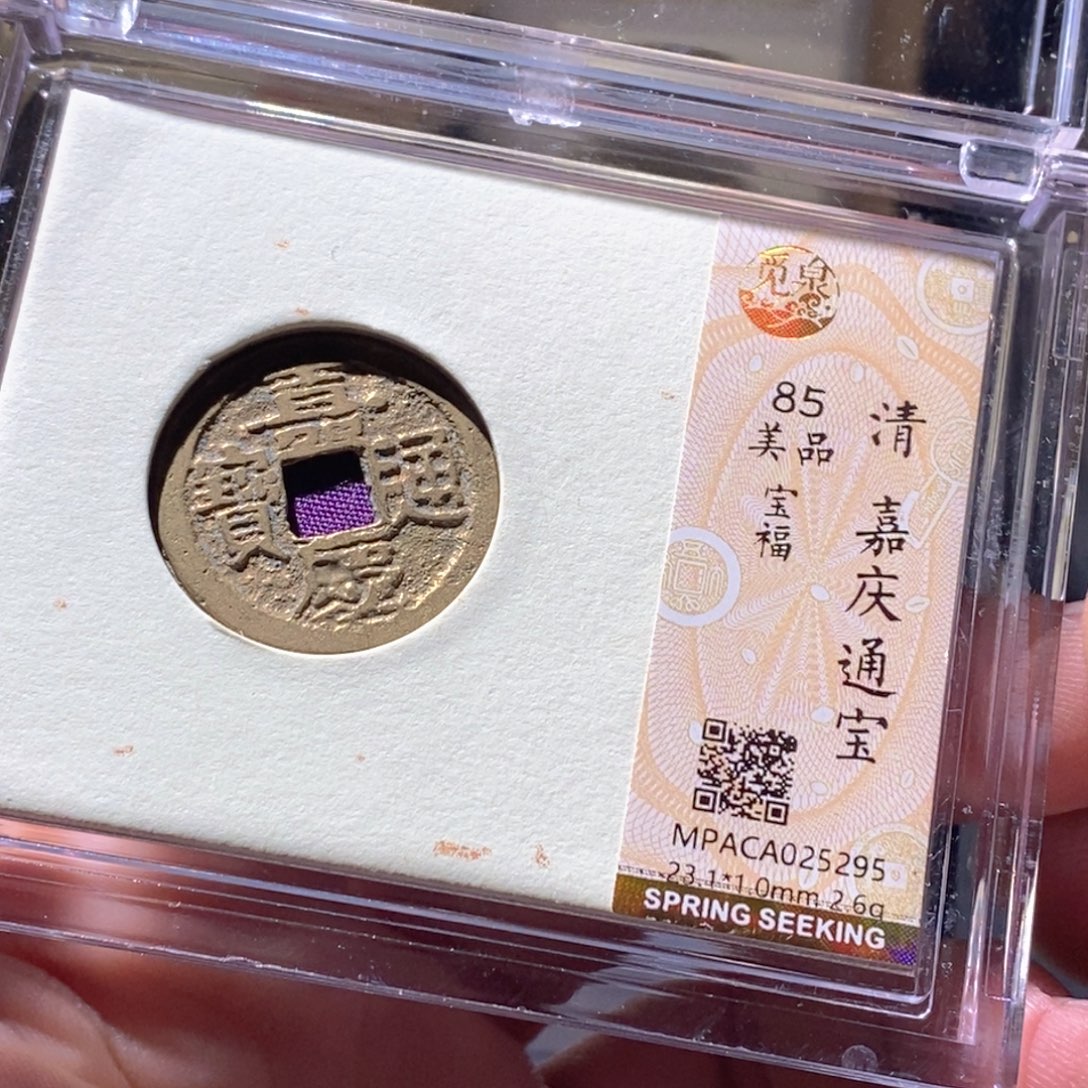 嘉慶通寶
觅泉
85
美品
宝福
清 嘉庆通宝
MPACA025295
23.1*1.0mm 2.6g
SPRING SEEKING